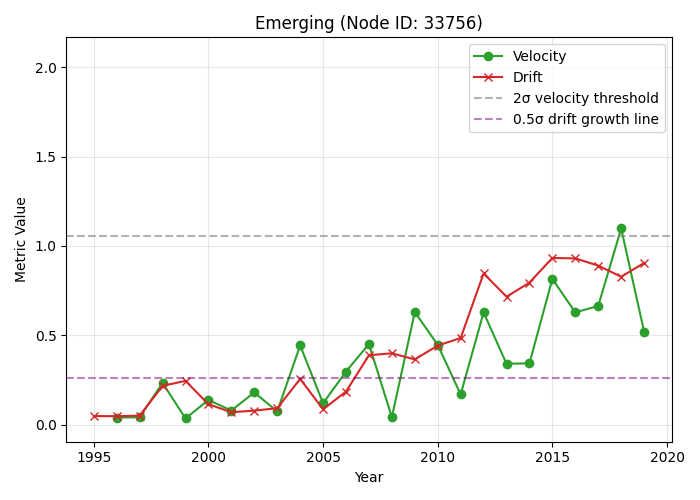 Emerging (Node ID: 33756)
Velocity
Drift
2σ velocity threshold
0.5σ drift growth line
Metric Value
2.0
1.5
1.0
0.5
0.0
1995
2000
2005
2010
2015
2020
Year